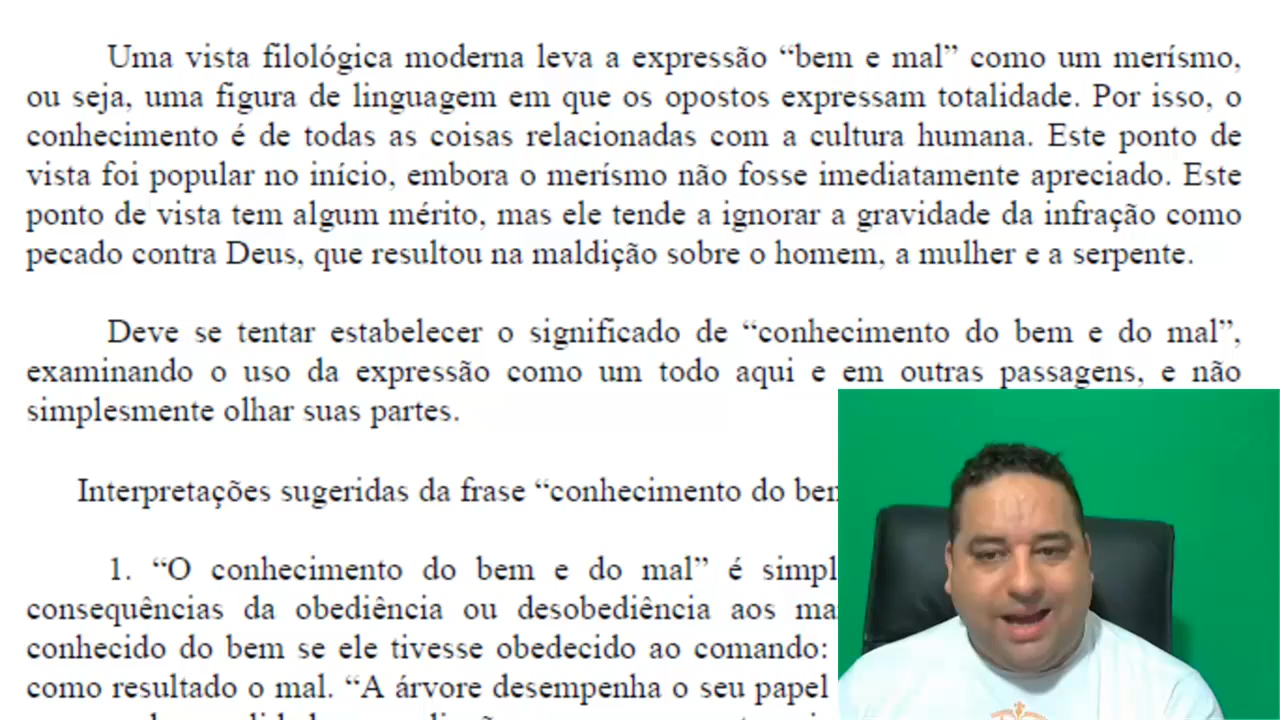 Uma vista filológica moderna leva a expressão “bem e mal” como um merísmo,
ou seja, uma figura de linguagem em que os opostos expressam totalidade. Por isso, o
conhecimento é de todas as coisas relacionadas com a cultura humana. Este ponto de
vista foi popular no início, embora o merísmo não fosse imediatamente apreciado. Este
ponto de vista tem algum mérito, mas ele tende a ignorar a gravidade da infração como
pecado contra Deus, que resultou na maldição sobre o homem, a mulher e a serpente.
Deve se tentar estabelecer o significado de “conhecimento do bem e do mal”,
examinando o uso da expressão como um todo aqui e em outras passagens, e não
simplesmente olhar suas partes.
Interpretações sugeridas da frase “conhecimento do
1. “O conhecimento do bem e do mal” é
consequências da obediência ou desobediência aos
conhecido do bem se ele tivesse obedecido ao comando:
como resultado o mal. “A árvore desempenha o seu papel